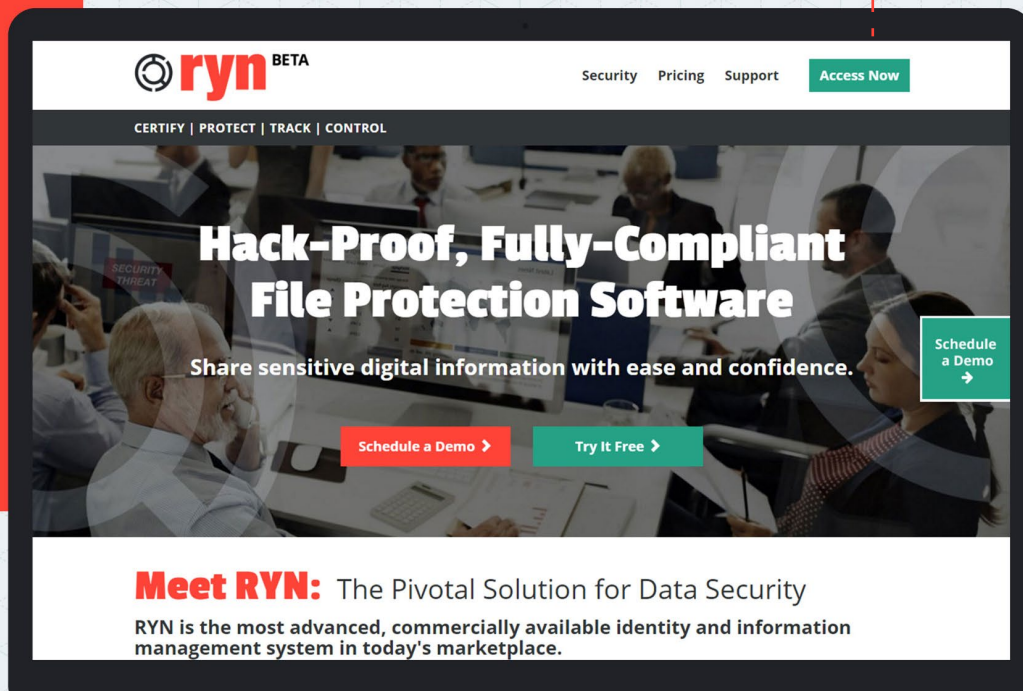 ryn BETA
Security Pricing Support Access Now
CERTIFY | PROTECT | TRACK | CONTROL
SECURITY
THREAT
Hack-Proof, Fully-Compliant
File Protection Software
Share sensitive digital information with ease and confidence.
Schedule
a Demo
Schedule a Demo
Try It Free
Meet RYN: The Pivotal Solution for Data Security
RYN is the most advanced, commercially available identity and information
management system in today's marketplace.